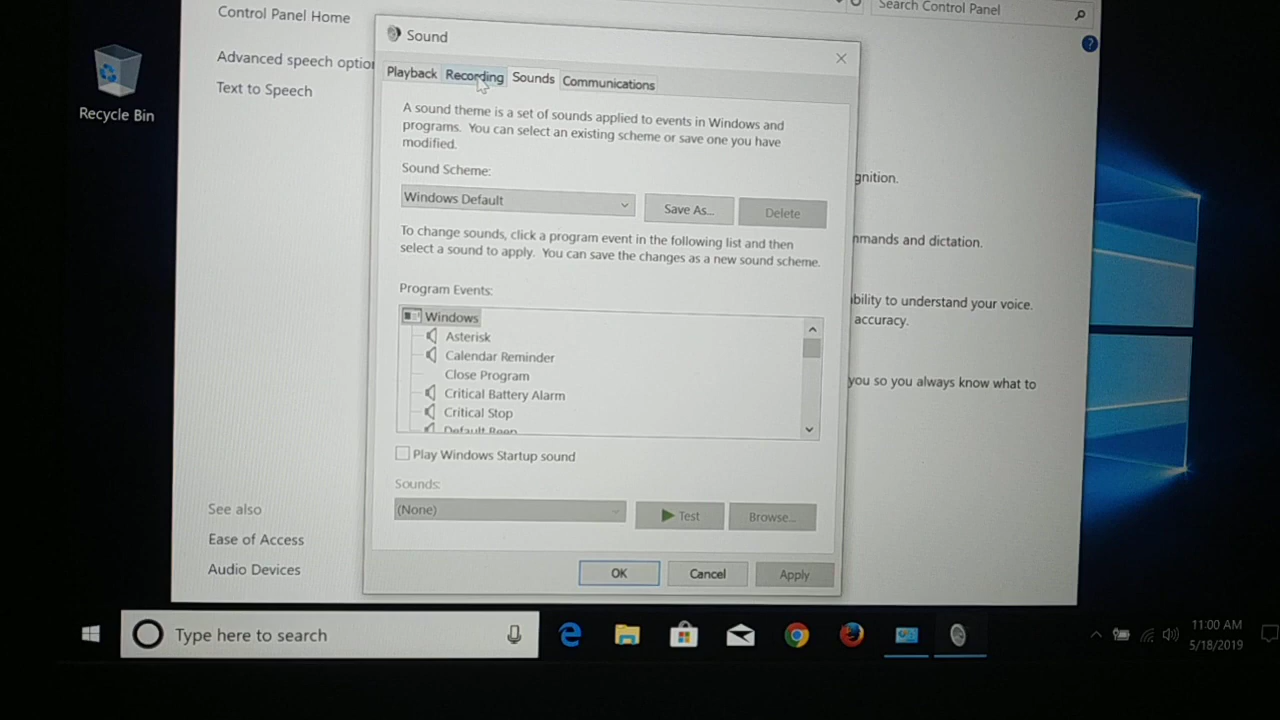 Control Panel Home
Search Control Panel
Advanced speech optio
Text to Speech
Recycle Bin
Sound
Playback Recording Sounds Communications
A sound theme is a set of sounds applied to events in Windows and
programs. You can select an existing scheme or save one you have
modified.
Sound Scheme:
Windows Default
Save As...
Delete
To change sounds, click a program event in the following list and then
select a sound to apply. You can save the changes as a new sound scheme.
Program Events:
Windows
Asterisk
Calendar Reminder
Close Program
Critical Battery Alarm
Critical Stop
Default Beep
Play Windows Startup sound
Sounds:
(None)
Test
Browse...
OK
Cancel
Apply
gnition.
mmands and dictation.
bility to understand your voice.
accuracy.
you so you always know what to
See also
Ease of Access
Audio Devices
Type here to search
11:00 AM
5/18/2019